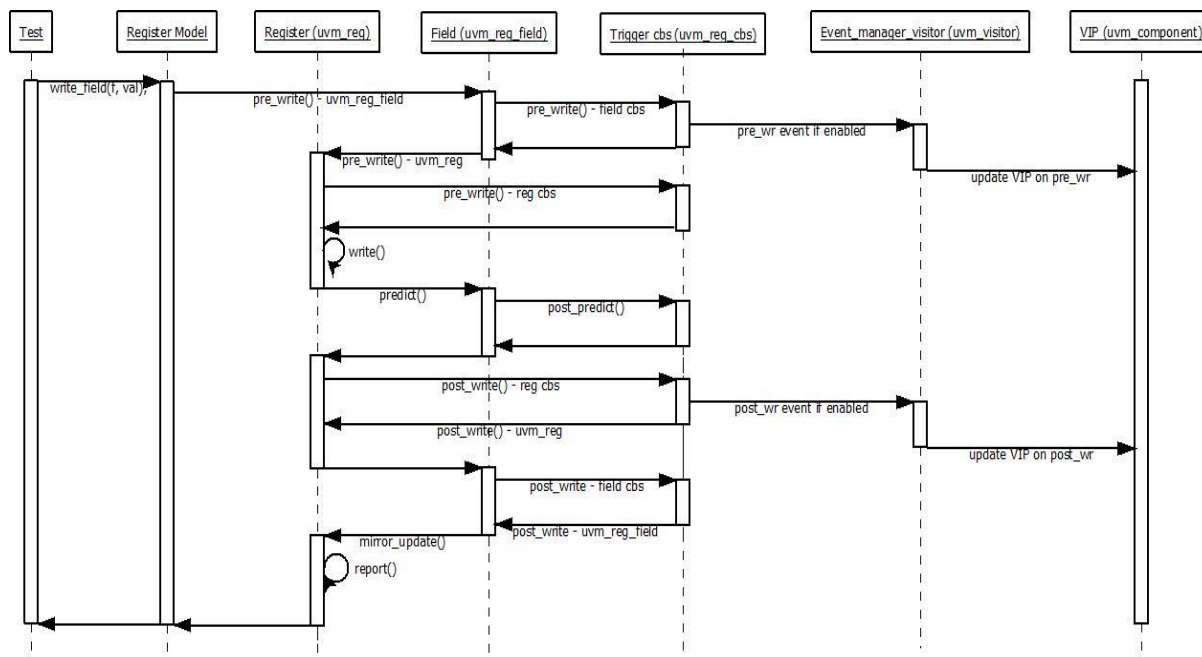 Test
Register Model
Register (uvm_reg)
Field (uvm_reg_field)
Trigger cbs (uvm_reg_cbs)
Event_manager_visitor (uvm_visitor)
VIP (uvm_component)
write_field(f, val);
pre_write() - uvm_reg_field
pre_write() - field cbs
pre_wr event if enabled
pre_write() - uvm_reg
update VIP on pre_wr
pre_write() - reg cbs
write()
predict()
post_predict()
post_write() - reg cbs
post_wr event if enabled
post_write() - uvm_reg
update VIP on post_wr
post_write - field cbs
post_write - uvm_reg_field
mirror_update()
report()